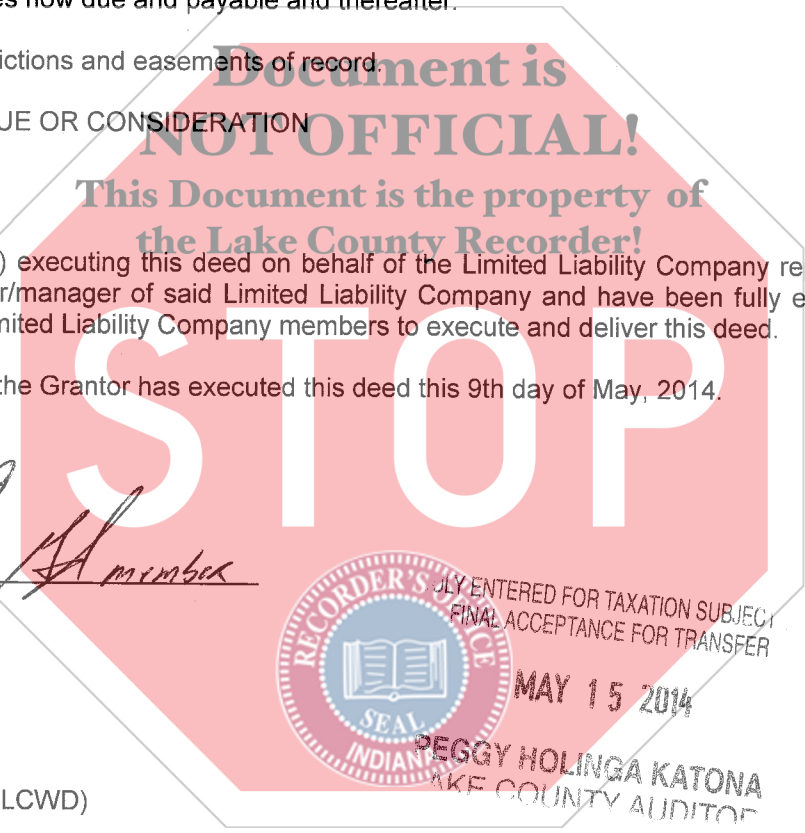 es now due and payable and thereafter.
ictions and easements of record.
Document is
UE OR CONSIDERATION
NOT OFFICIAL!
This Document is the property of
the Lake County Recorder!
) executing this deed on behalf of the Limited Liability Company re
r/manager of said Limited Liability Company and have been fully e
mited Liability Company members to execute and deliver this deed.
STOP
the Grantor has executed this deed this 9th day of May, 2014.
member
RECORDER'S OFFICE
SEAL
INDIANA
ULY ENTERED FOR TAXATION SUBJECT
FINAL ACCEPTANCE FOR TRANSFER
MAY 15 2014
PEGGY HOLINGA KATONA
AKE COUNTY AUDITOR
LCWD)